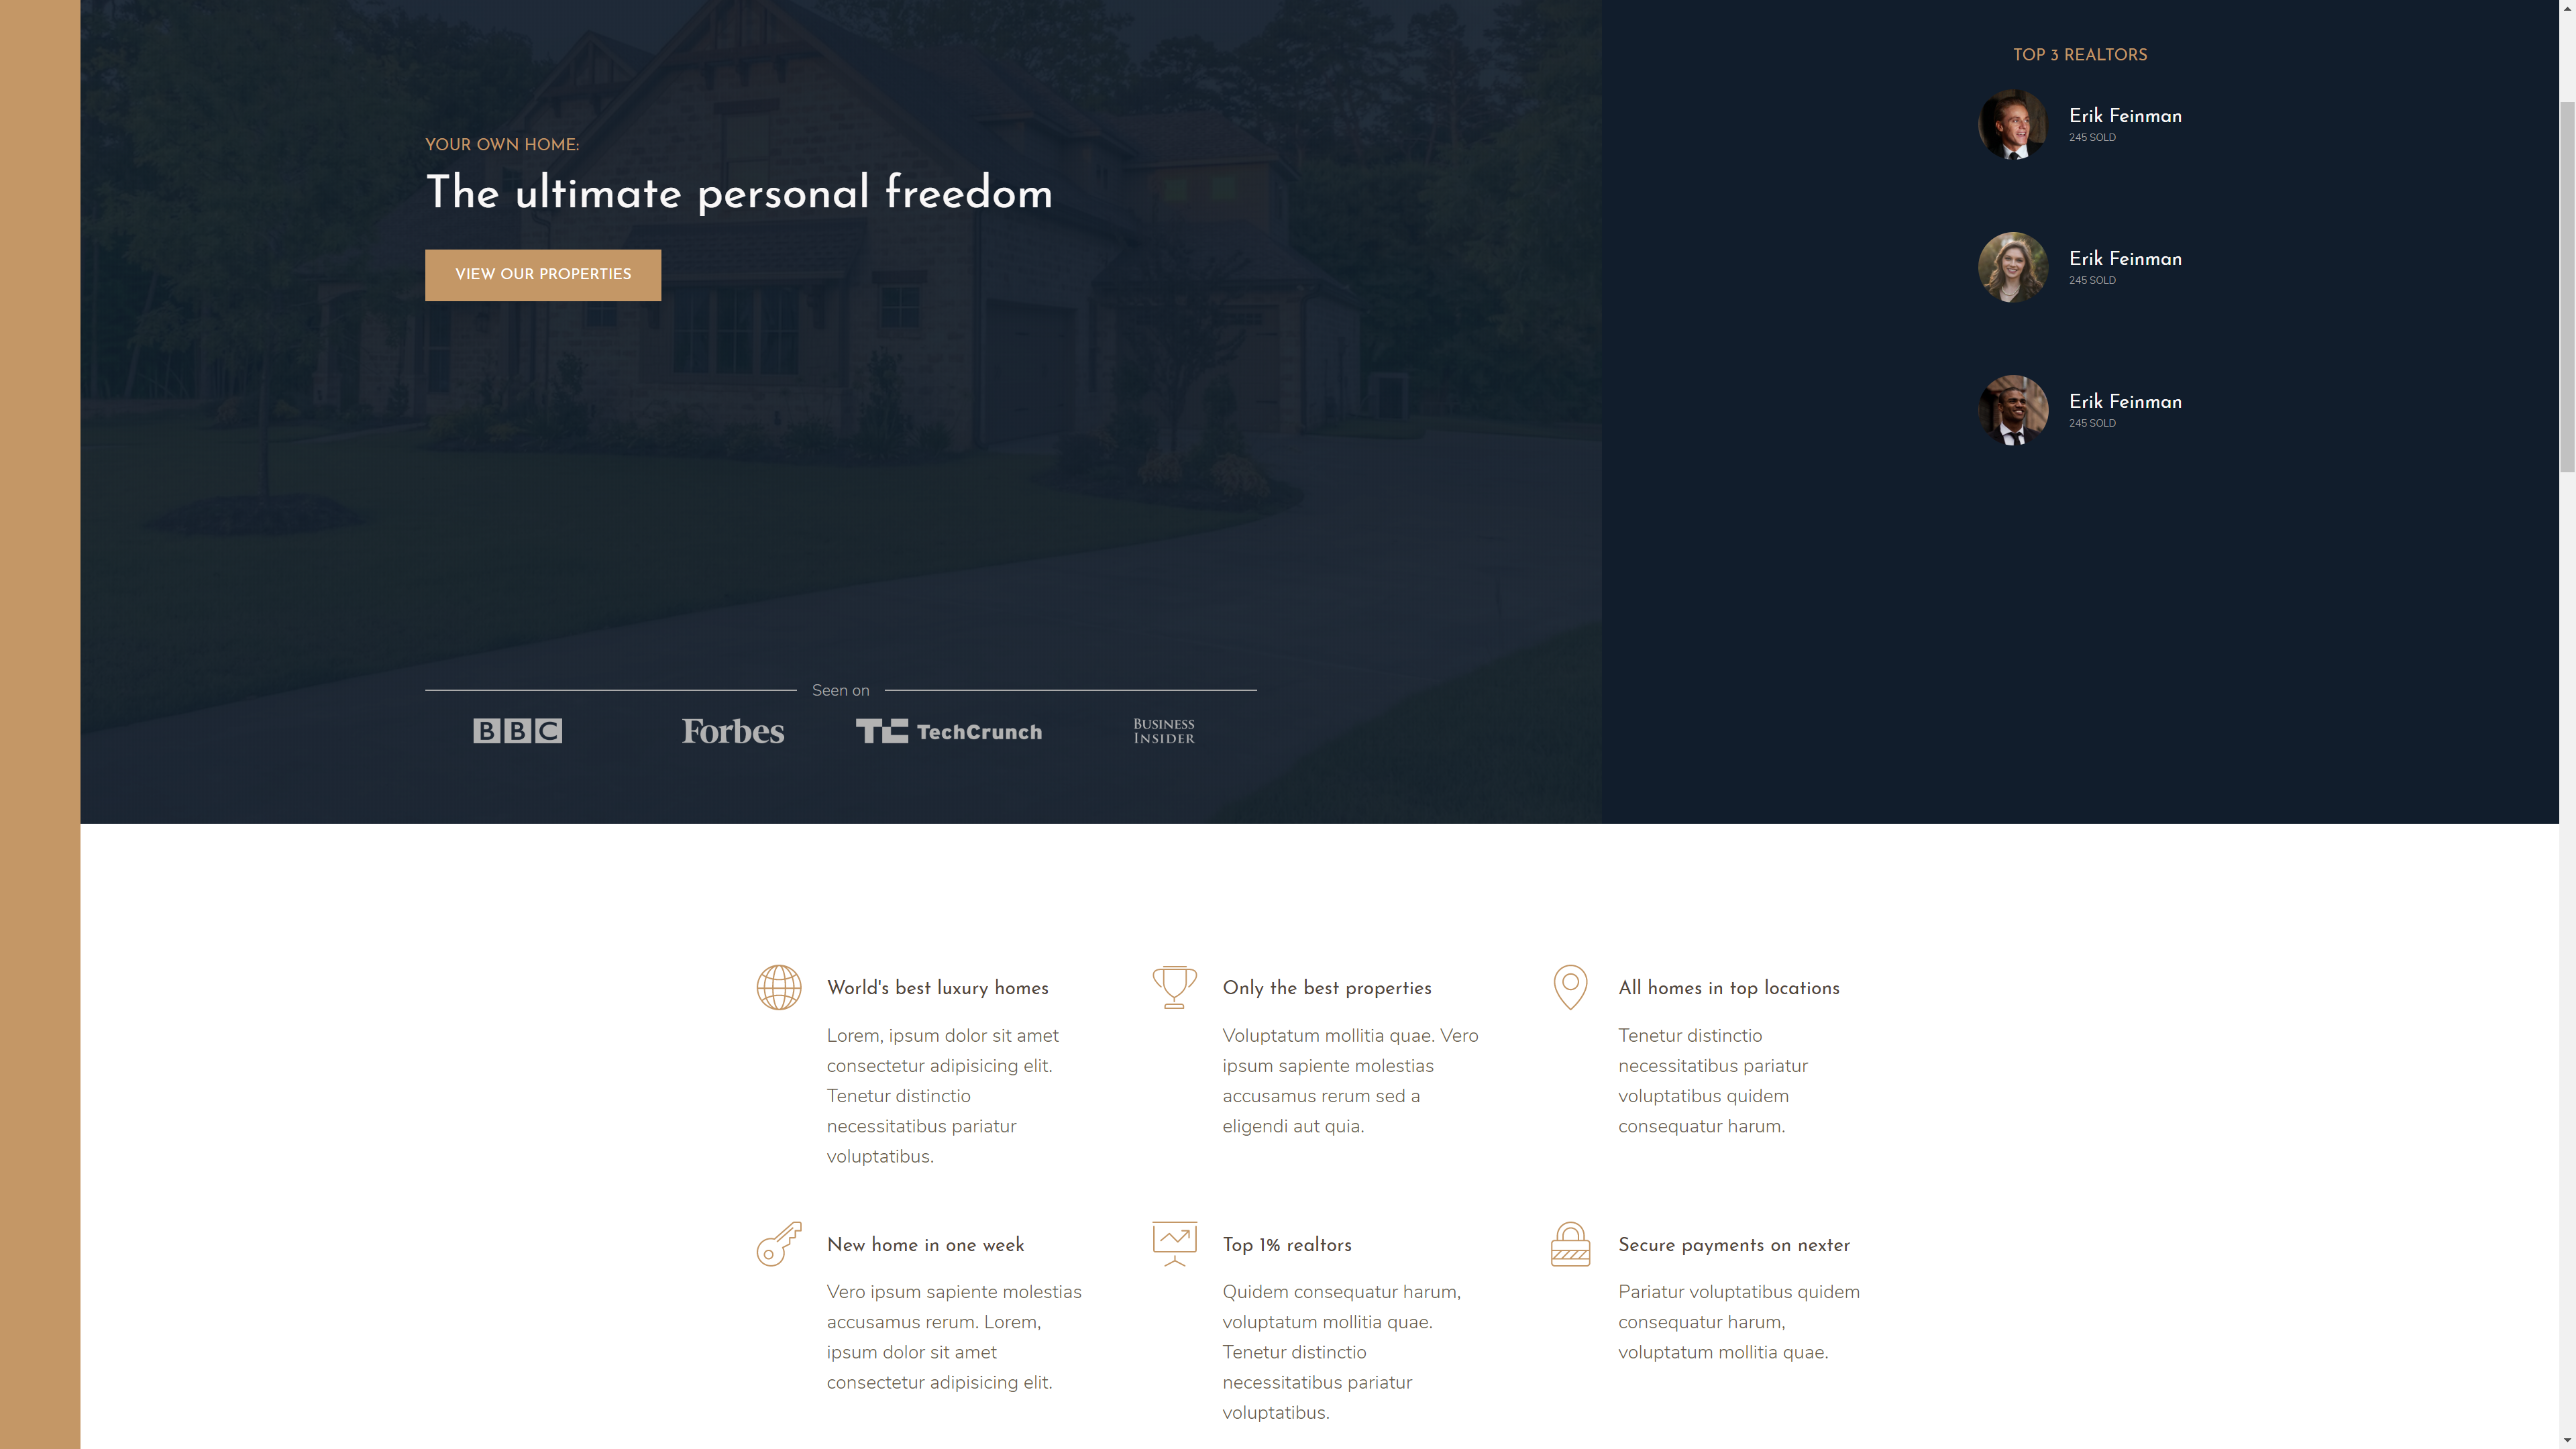 YOUR OWN HOME:
The ultimate personal freedom
VIEW OUR PROPERTIES
Seen on
BBC
Forbes
TC TechCrunch
BUSINESS
INSIDER
TOP 3 REALTORS
Erik Feinman
245 SOLD
Erik Feinman
245 SOLD
Erik Feinman
245 SOLD
World's best luxury homes
Lorem, ipsum dolor sit amet
consectetur adipisicing elit.
Tenetur distinctio
necessitatibus pariatur
voluptatibus.
Only the best properties
Voluptatum mollitia quae. Vero
ipsum sapiente molestias
accusamus rerum sed a
eligendi aut quia.
All homes in top locations
Tenetur distinctio
necessitatibus pariatur
voluptatibus quidem
consequatur harum.
New home in one week
Vero ipsum sapiente molestias
accusamus rerum. Lorem,
ipsum dolor sit amet
consectetur adipisicing elit.
Top 1% realtors
Quidem consequatur harum,
voluptatum mollitia quae.
Tenetur distinctio
necessitatibus pariatur
voluptatibus.
Secure payments on nexter
Pariatur voluptatibus quidem
consequatur harum,
voluptatum mollitia quae.